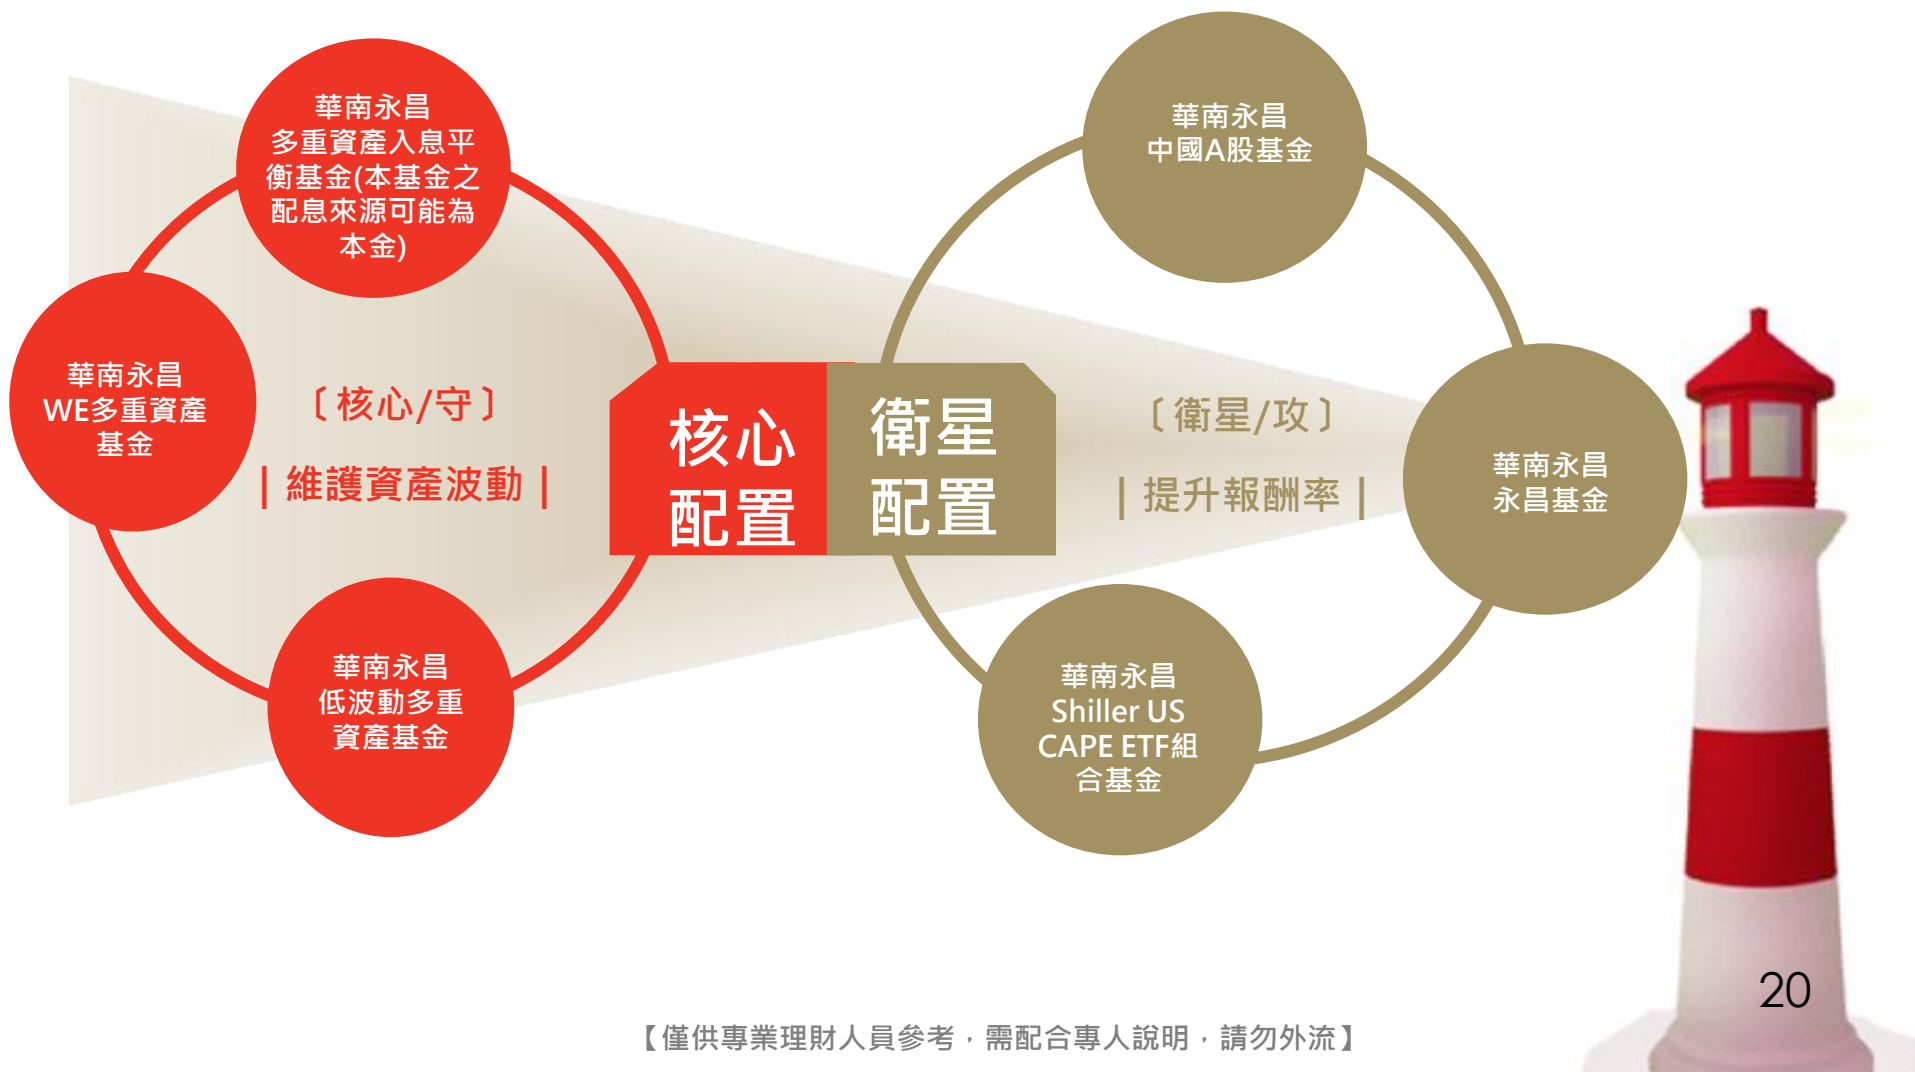 華南永昌
多重資產入息平
衡基金(本基金之
配息來源可能為
本金)
華南永昌
WE多重資產
基金
〔核心/守〕
|維護資產波動|
華南永昌
低波動多重
資產基金
核心
配置
衛星
配置
華南永昌
中國A股基金
〔衛星/攻〕
|提升報酬率|
華南永昌
永昌基金
華南永昌
Shiller US
CAPE ETF組
合基金
20
【僅供專業理財人員參考，需配合專人說明，請勿外流】